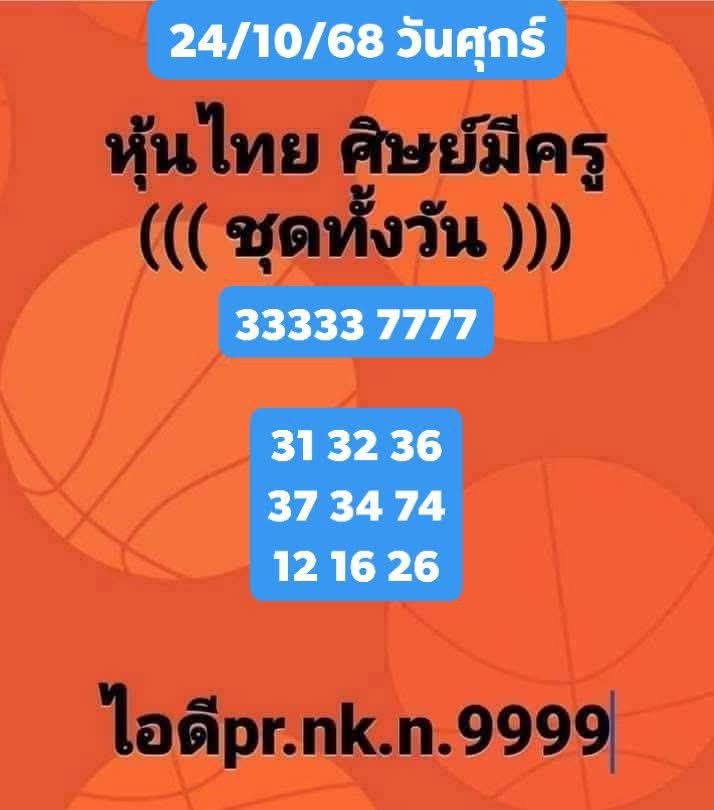 24/10/68 วันศุกร์
หุ้นไทย ศิษย์มีครู
((( ชุดทั้งวัน )))
33333 7777
31 32 36
37 34 74
12 16 26
ไอดีpr.nk.n.9999